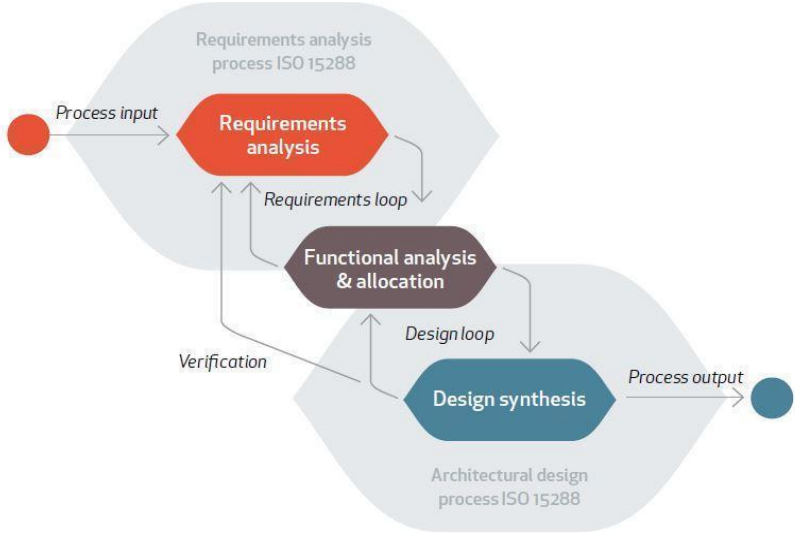 Requirements analysis
process ISO 15288
Process input
Requirements
analysis
Requirements loop
Functional analysis
& allocation
Design loop
Verification
Process output
Design synthesis
Architectural design
process ISO 15288